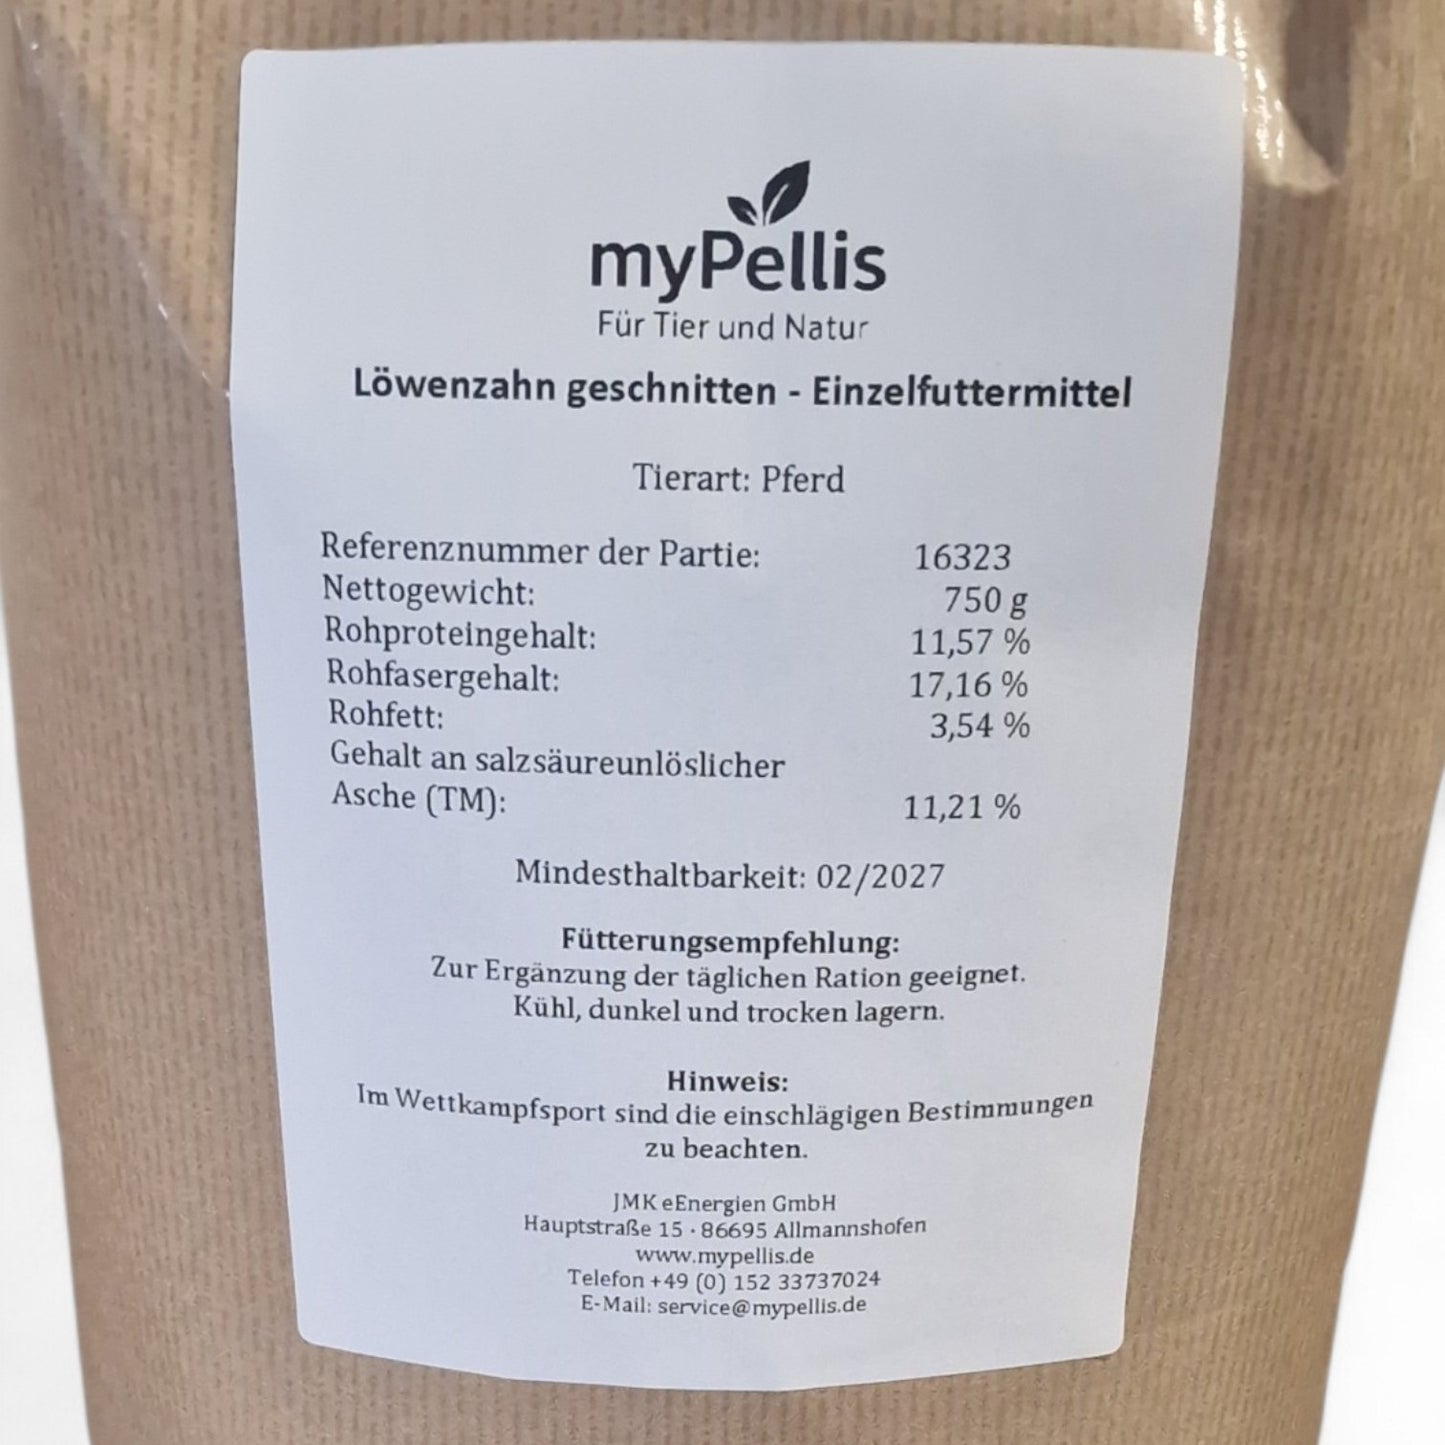 myPellis
Für Tier und Natur
Löwenzahn geschnitten - Einzelfuttermittel
Tierart: Pferd
Referenznummer der Partie: 16323
Nettogewicht: 750 g
Rohproteingehalt: 11,57 %
Rohfasergehalt: 17,16 %
Rohfett: 3,54 %
Gehalt an salzsäureunlöslicher
Asche (TM): 11,21 %
Mindesthaltbarkeit: 02/2027
Fütterungsempfehlung:
Zur Ergänzung der täglichen Ration geeignet.
Kühl, dunkel und trocken lagern.
Hinweis:
Im Wettkampfsport sind die einschlägigen Bestimmungen
zu beachten.
JMK eEnergien GmbH
Hauptstraße 15 · 86695 Allmannshofen
www.mypellis.de
Telefon +49 (0) 152 33737024
E-Mail: service@mypellis.de